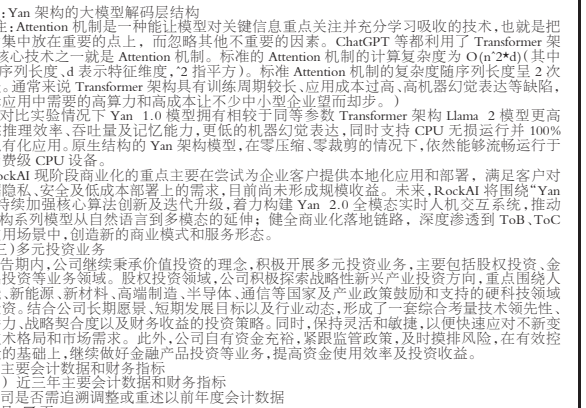 :Yan 架构的大模型解码层结构
注:Attention 机制是一种能让模型对关键信息重点关注并充分学习吸收的技术,也就是把
集中放在重要的点上，而忽略其他不重要的因素。ChatGPT 等都利用了 Transformer 架
核心技术之一就是 Attention 机制。标准的 Attention 机制的计算复杂度为 O(n^2*d)(其中
序列长度、d 表示特征维度,^2 指平方)。标准 Attention 机制的复杂度随序列长度呈 2 次
。通常来说 Transformer 架构具有训练周期较长、应用成本过高、高机器幻觉表达等缺陷,
应用中需要的高算力和高成本让不少中小型企业望而却步。)
对比实验情况下 Yan 1.0 模型拥有相较于同等参数 Transformer 架构 Llama 2 模型更高
推理效率、吞吐量及记忆能力，更低的机器幻觉表达，同时支持 CPU 无损运行并 100%
有化应用。原生结构的 Yan 架构模型，在零压缩、零裁剪的情况下，依然能够流畅运行于
费级 CPU 设备。
ockAI 现阶段商业化的重点主要在尝试为企业客户提供本地化应用和部署，满足客户对
隐私、安全及低成本部署上的需求，目前尚未形成规模收益。未来，RockAI 将围绕“Yan
持续加强核心算法创新及迭代升级，着力构建 Yan 2.0 全模态实时人机交互系统，推动
构系列模型从自然语言到多模态的延伸；健全商业化落地链路，深度渗透到 ToB、ToC
用场景中，创造新的商业模式和服务形态。
三)多元投资业务
告期内，公司继续秉承价值投资的理念，积极开展多元投资业务，主要包括股权投资、金
投资等业务领域。股权投资领域，公司积极探索战略性新兴产业投资方向，重点围绕人
、新能源、新材料、高端制造、半导体、通信等国家及产业政策鼓励和支持的硬科技领域
资。结合公司长期愿景、短期发展目标以及行业动态，形成了一套综合考量技术领先性、
力、战略契合度以及财务收益的投资策略。同时，保持灵活和敏捷，以便快速应对不断变
术格局和市场需求。此外，公司自有资金充裕，紧跟监管政策，及时摸排风险，在有效控
的基础上，继续做好金融产品投资等业务，提高资金使用效率及投资收益。
主要会计数据和财务指标
) 近三年主要会计数据和财务指标
司是否需追溯调整或重述以前年度会计数据